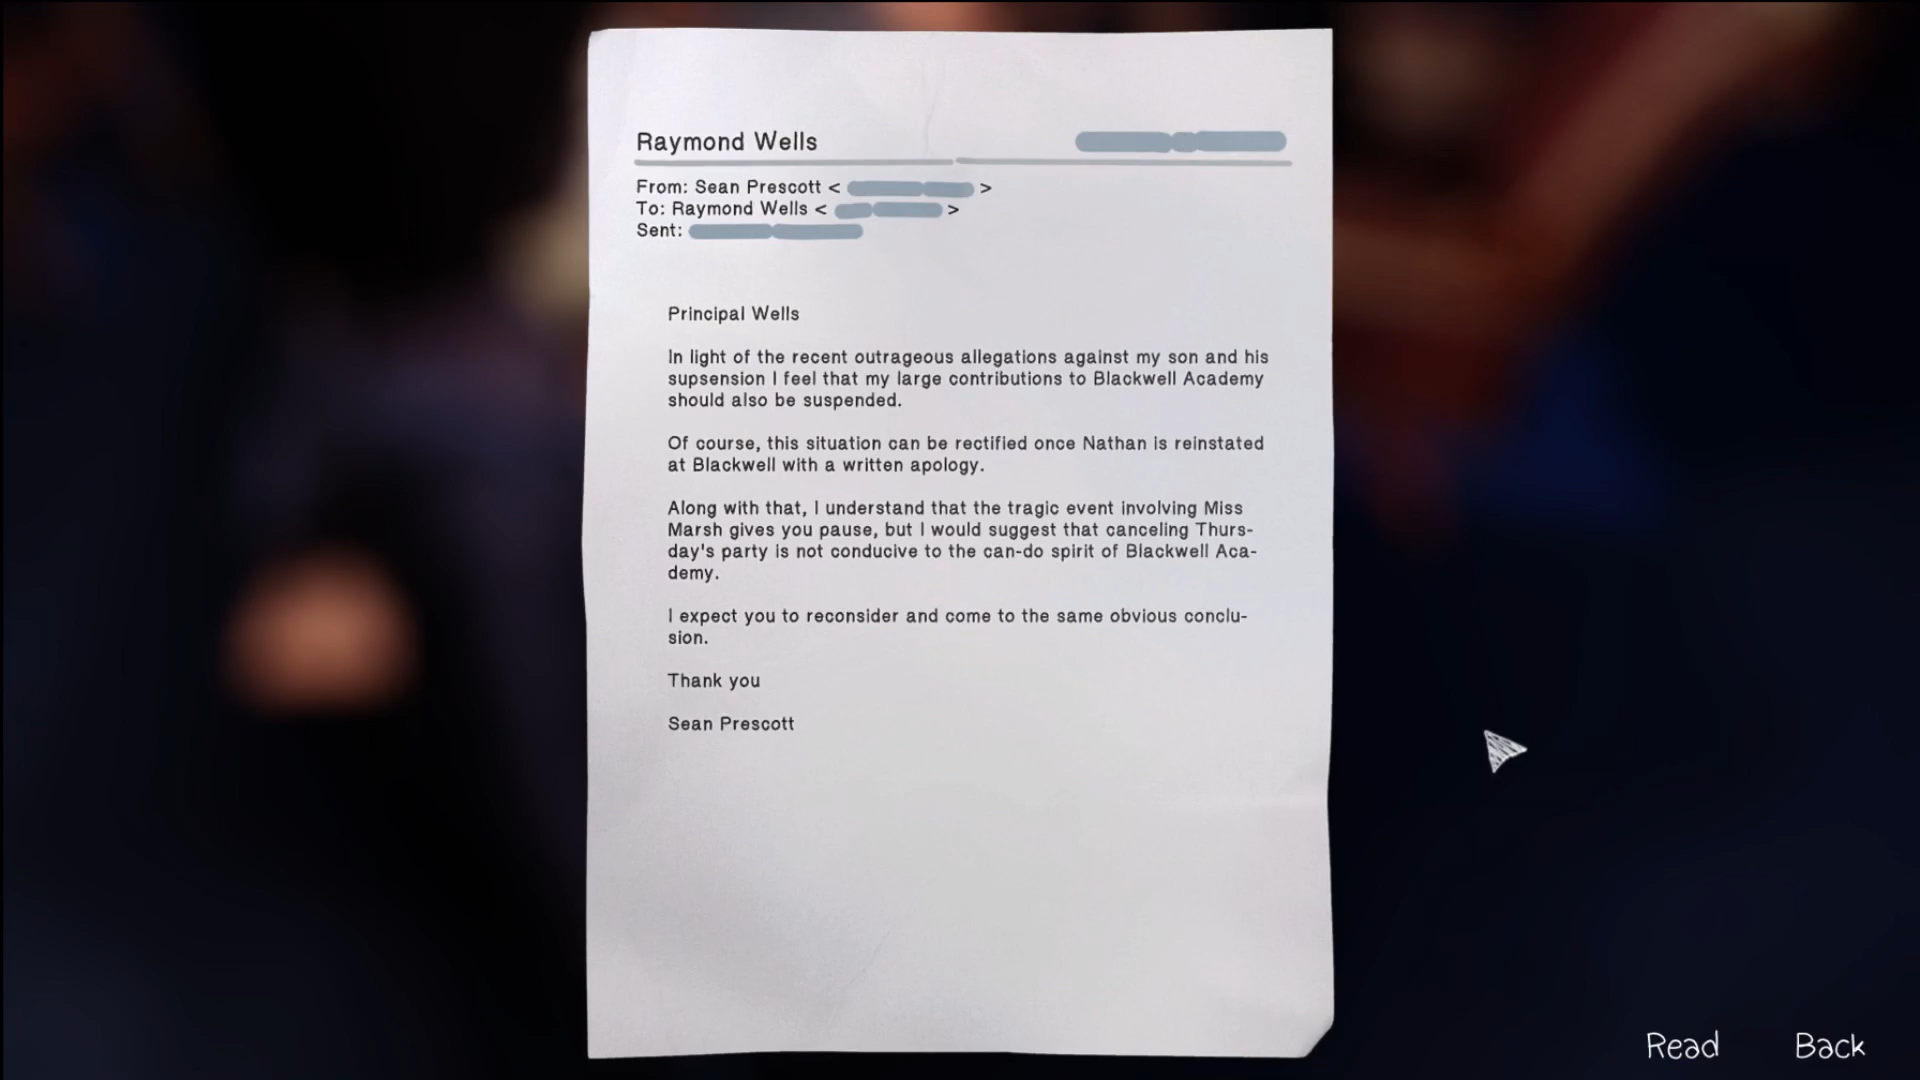 Raymond Wells
From: Sean Prescott < >
To: Raymond Wells < >
Sent:
Principal Wells
In light of the recent outrageous allegations against my son and his
supsension I feel that my large contributions to Blackwell Academy
should also be suspended.
Of course, this situation can be rectified once Nathan is reinstated
at Blackwell with a written apology.
Along with that, I understand that the tragic event involving Miss
Marsh gives you pause, but I would suggest that canceling Thurs-
day's party is not conducive to the can-do spirit of Blackwell Aca-
demy.
I expect you to reconsider and come to the same obvious conclu-
sion.
Thank you
Sean Prescott
Read
Back